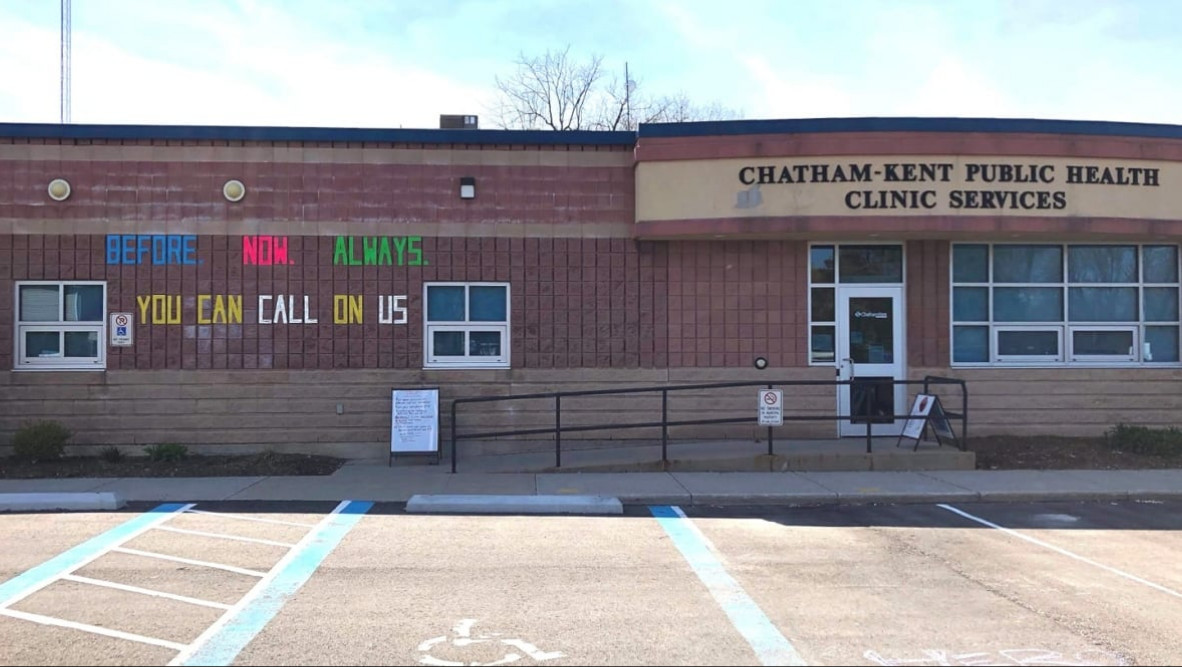 CHATHAM-KENT PUBLIC HEALTH
CLINIC SERVICES
BEFORE. NOW. ALWAYS.
YOU CAN CALL ON US